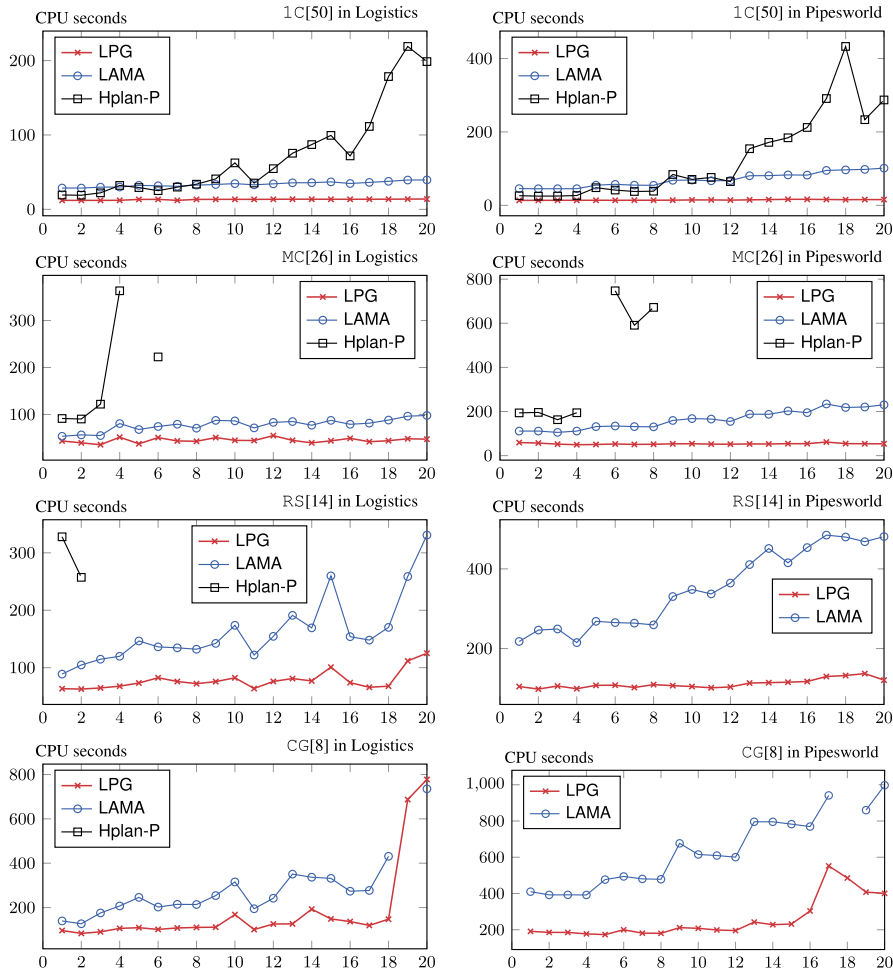 CPU seconds 1C[50] in Logistics
LPG
LAMA
Hplan-P
200
100
0
0 2 4 6 8 10 12 14 16 18 20
CPU seconds 1C[50] in Pipesworld
LPG
LAMA
Hplan-P
400
200
0
0 2 4 6 8 10 12 14 16 18 20
CPU seconds MC[26] in Logistics
LPG
LAMA
Hplan-P
300
200
100
0 2 4 6 8 10 12 14 16 18 20
CPU seconds MC[26] in Pipesworld
LPG
LAMA
Hplan-P
800
600
400
200
0
0 2 4 6 8 10 12 14 16 18 20
CPU seconds RS[14] in Logistics
LPG
LAMA
Hplan-P
300
200
100
0 2 4 6 8 10 12 14 16 18 20
CPU seconds RS[14] in Pipesworld
LPG
LAMA
400
200
0 2 4 6 8 10 12 14 16 18 20
CPU seconds CG[8] in Logistics
LPG
LAMA
Hplan-P
800
600
400
200
0 2 4 6 8 10 12 14 16 18 20
CPU seconds CG[8] in Pipesworld
LPG
LAMA
1,000
800
600
400
200
0 2 4 6 8 10 12 14 16 18 20